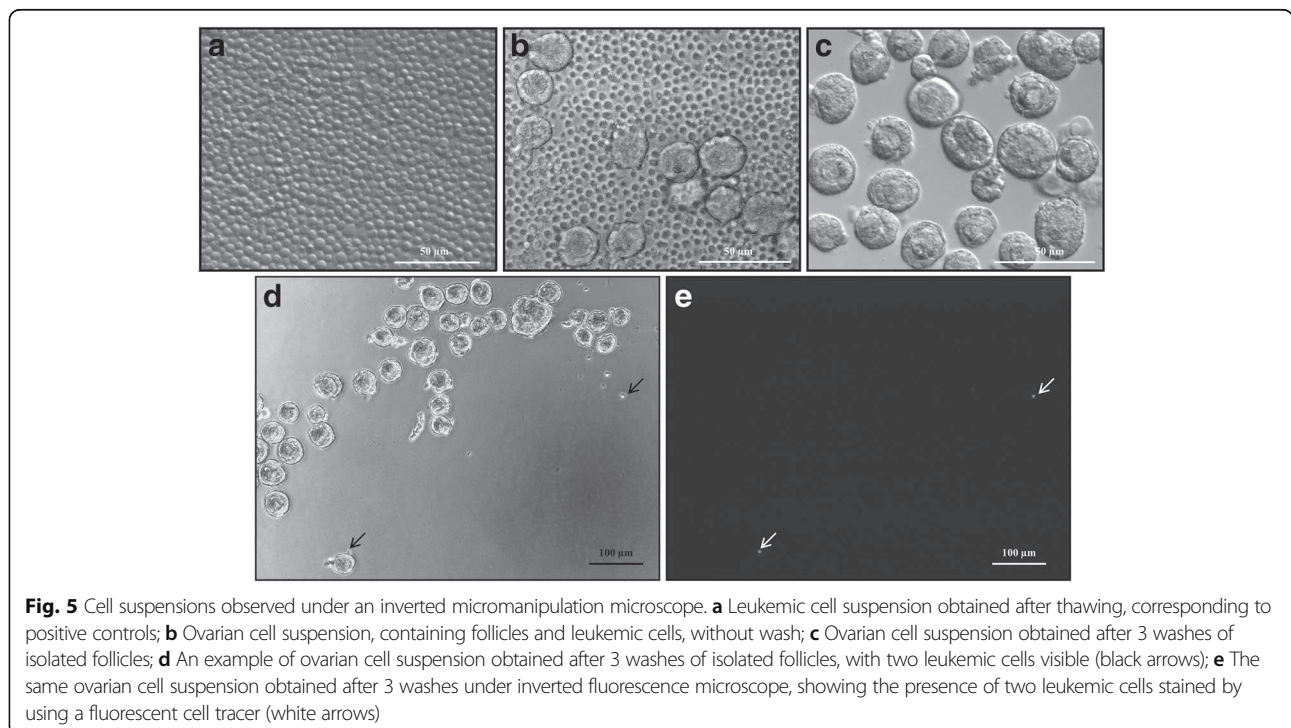 a
b
c
50 µm
50 µm
50 µm
d
e
100 µm
100 µm
Fig. 5 Cell suspensions observed under an inverted micromanipulation microscope. a Leukemic cell suspension obtained after thawing, corresponding to
positive controls; b Ovarian cell suspension, containing follicles and leukemic cells, without wash; c Ovarian cell suspension obtained after 3 washes of
isolated follicles; d An example of ovarian cell suspension obtained after 3 washes of isolated follicles, with two leukemic cells visible (black arrows); e The
same ovarian cell suspension obtained after 3 washes under inverted fluorescence microscope, showing the presence of two leukemic cells stained by
using a fluorescent cell tracer (white arrows)